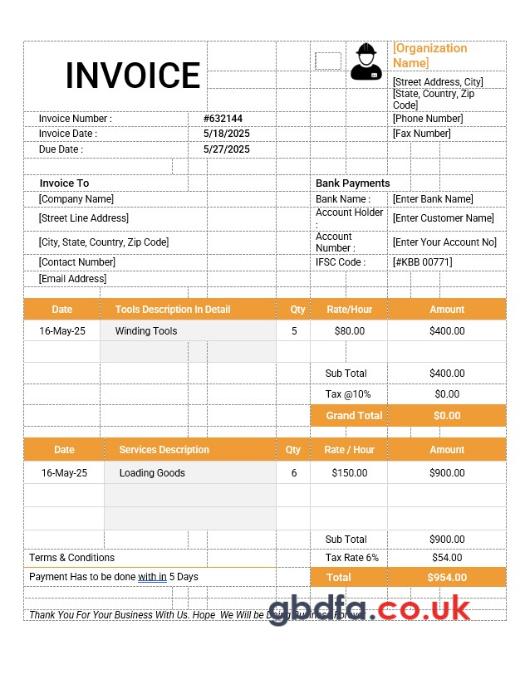 INVOICE
[Organization
Name]
[Street Address, City]
[State, Country, Zip
Code]
Invoice Number : #632144 [Phone Number]
Invoice Date : 5/18/2025 [Fax Number]
Due Date : 5/27/2025
Invoice To Bank Payments
[Company Name] Bank Name : [Enter Bank Name]
[Street Line Address] Account Holder : [Enter Customer Name]
[City, State, Country, Zip Code] Account Number : [Enter Your Account No]
[Contact Number] IFSC Code : [#KBB 00771]
[Email Address]
Date Tools Description In Detail Qty Rate/Hour Amount
16-May-25 Winding Tools 5 $80.00 $400.00
Sub Total $400.00
Tax @10% $0.00
Grand Total $0.00
Date Services Description Qty Rate / Hour Amount
16-May-25 Loading Goods 6 $150.00 $900.00
Sub Total $900.00
Terms & Conditions Tax Rate 6% $54.00
Payment Has to be done with in 5 Days Total $954.00
Thank You For Your Business With Us. Hope We Will be Doing Business Forever
gbdfa.co.uk